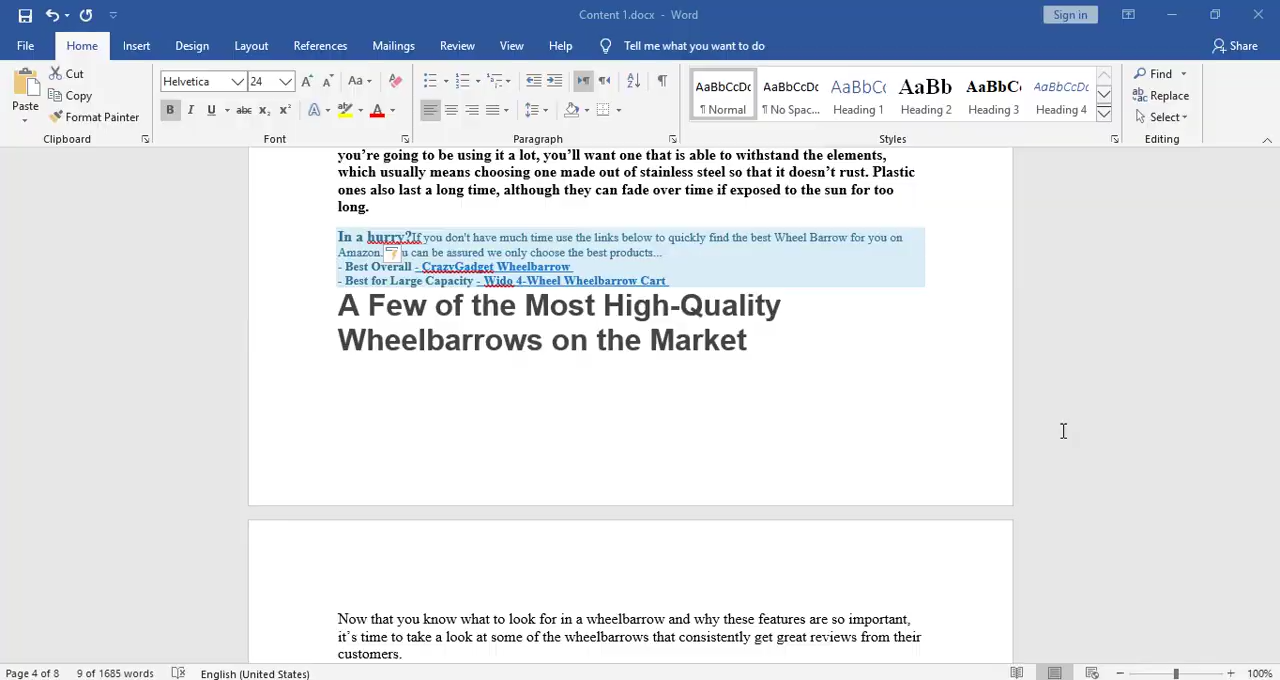 Content 1.docx - Word
Sign in
File Home Insert Design Layout References Mailings Review View Help Tell me what you want to do Share
Paste Cut Copy Format Painter
Helvetica 24
AaBbCcDc ¶ Normal AaBbCcDc ¶ No Spac... AaBbCc Heading 1 AaBb Heading 2 AaBbC Heading 3 AaBbCcDc Heading 4
Find Replace Select
Clipboard Font Paragraph Styles Editing
you're going to be using it a lot, you'll want one that is able to withstand the elements,
which usually means choosing one made out of stainless steel so that it doesn't rust. Plastic
ones also last a long time, although they can fade over time if exposed to the sun for too
long.
In a hurry?If you don't have much time use the links below to quickly find the best Wheel Barrow for you on
Amazon. u can be assured we only choose the best products...
- Best Overall - CrazyGadget Wheelbarrow
- Best for Large Capacity - Wido 4-Wheel Wheelbarrow Cart
A Few of the Most High-Quality
Wheelbarrows on the Market
Now that you know what to look for in a wheelbarrow and why these features are so important,
it's time to take a look at some of the wheelbarrows that consistently get great reviews from their
customers.
Page 4 of 8 9 of 1685 words English (United States) 100%